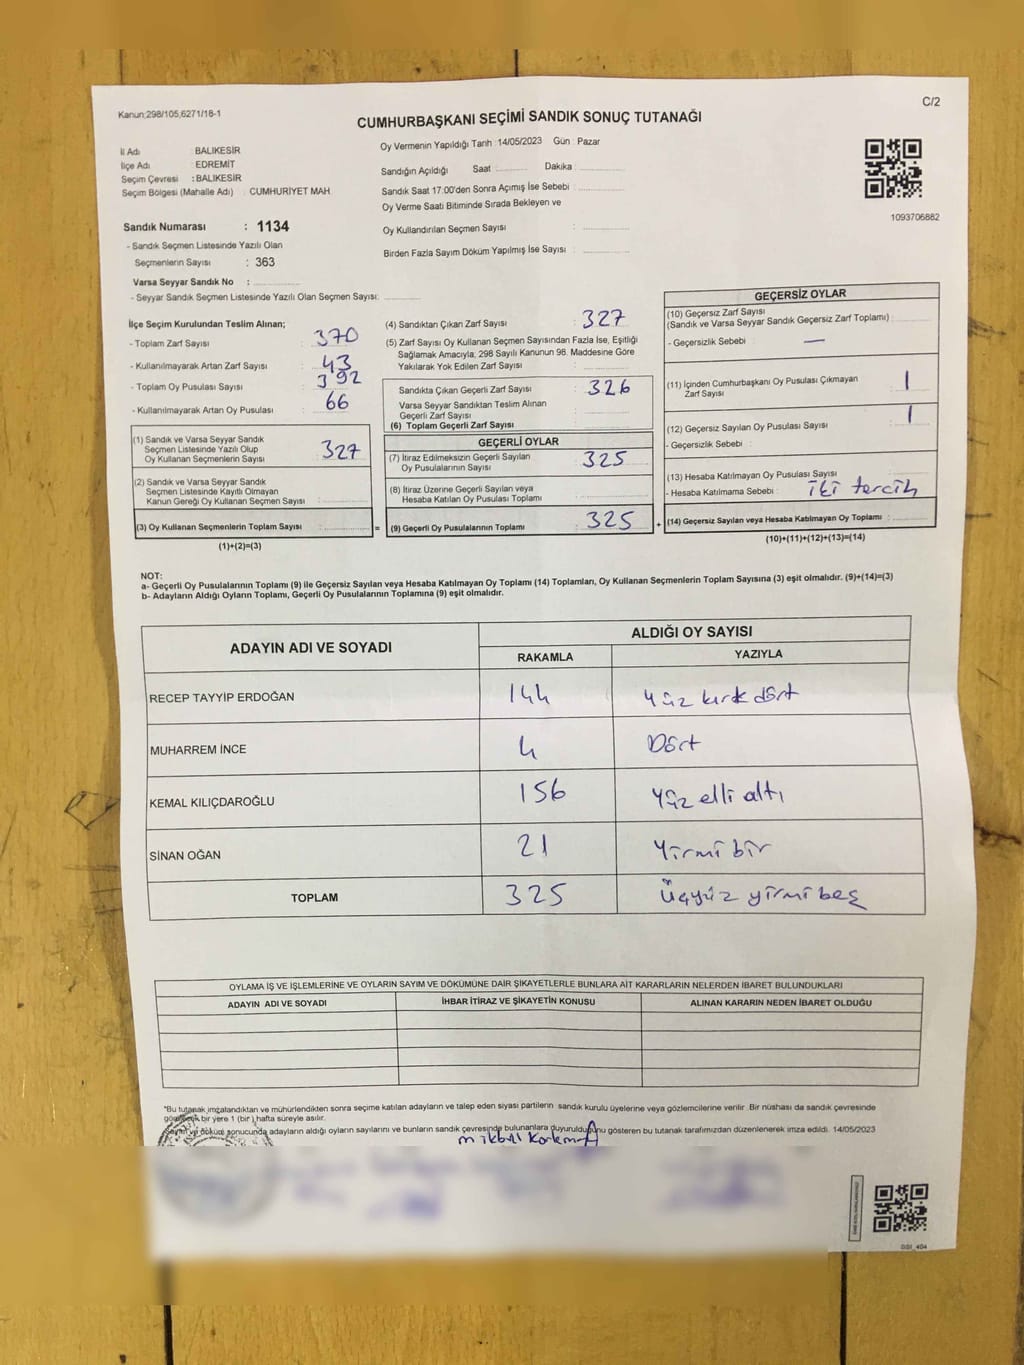 Kanun:298/105,6271/18-1
C/2
CUMHURBAŞKANI SEÇİMİ SANDIK SONUÇ TUTANAĞI
İl Adı : BALIKESİR
İlçe Adı : EDREMİT
Seçim Çevresi : BALIKESİR
Seçim Bölgesi (Mahalle Adı) : CUMHURİYET MAH.
Oy Vermenin Yapıldığı Tarih :14/05/2023 Gün : Pazar
Sandığın Açıldığı Saat : Dakika :
Sandık Saat 17:00'den Sonra Açımış İse Sebebi :
Oy Verme Saati Bitiminde Sırada Bekleyen ve
Oy Kullandırılan Seçmen Sayısı :
Birden Fazla Sayım Döküm Yapılmış İse Sayısı :
1093706882
Sandık Numarası : 1134
- Sandık Seçmen Listesinde Yazılı Olan
Seçmenlerin Sayısı : 363
Varsa Seyyar Sandık No :
- Seyyar Sandık Seçmen Listesinde Yazılı Olan Seçmen Sayısı:
İlçe Seçim Kurulundan Teslim Alınan;
- Toplam Zarf Sayısı : 370
- Kullanılmayarak Artan Zarf Sayısı : 43
- Toplam Oy Pusulası Sayısı : 392
- Kullanılmayarak Artan Oy Pusulası : 66
(1) Sandık ve Varsa Seyyar Sandık
Seçmen Listesinde Yazılı Olup
Oy Kullanan Seçmenlerin Sayısı : 327
(2) Sandık ve Varsa Seyyar Sandık
Seçmen Listesinde Kayıtlı Olmayan
Kanun Gereği Oy Kullanan Seçmen Sayısı :
(3) Oy Kullanan Seçmenlerin Toplam Sayısı :
(1)+(2)=(3)
=
(4) Sandıktan Çıkan Zarf Sayısı : 327
(5) Zarf Sayısı Oy Kullanan Seçmen Sayısından Fazla İse, Eşitliği
Sağlamak Amacıyla; 298 Sayılı Kanunun 98. Maddesine Göre
Yakılarak Yok Edilen Zarf Sayısı :
Sandıkta Çıkan Geçerli Zarf Sayısı : 326
Varsa Seyyar Sandıktan Teslim Alınan
Geçerli Zarf Sayısı :
(6) Toplam Geçerli Zarf Sayısı :
GEÇERLİ OYLAR
(7) İtiraz Edilmeksizin Geçerli Sayılan
Oy Pusulalarının Sayısı : 325
(8) İtiraz Üzerine Geçerli Sayılan veya
Hesaba Katılan Oy Pusulası Toplamı :
(9) Geçerli Oy Pusulalarının Toplamı : 325
+
GEÇERSİZ OYLAR
(10) Geçersiz Zarf Sayısı
(Sandık ve Varsa Seyyar Sandık Geçersiz Zarf Toplamı) :
- Geçersizlik Sebebi : —
(11) İçinden Cumhurbaşkanı Oy Pusulası Çıkmayan
Zarf Sayısı : 1
(12) Geçersiz Sayılan Oy Pusulası Sayısı : 1
- Geçersizlik Sebebi :
(13) Hesaba Katılmayan Oy Pusulası Sayısı :
- Hesaba Katılmama Sebebi : iki tercih
(14) Geçersiz Sayılan veya Hesaba Katılmayan Oy Toplamı :
(10)+(11)+(12)+(13)=(14)
NOT:
a- Geçerli Oy Pusulalarının Toplamı (9) ile Geçersiz Sayılan veya Hesaba Katılmayan Oy Toplamı (14) Toplamları, Oy Kullanan Seçmenlerin Toplam Sayısına (3) eşit olmalıdır. (9)+(14)=(3)
b- Adayların Aldığı Oyların Toplamı, Geçerli Oy Pusulalarının Toplamına (9) eşit olmalıdır.
ADAYIN ADI VE SOYADI ALDIĞI OY SAYISI
RAKAMLA YAZIYLA
RECEP TAYYİP ERDOĞAN 144 Yüz kırk dört
MUHARREM İNCE 4 Dört
KEMAL KILIÇDAROĞLU 156 Yüz elli altı
SİNAN OĞAN 21 Yirmi bir
TOPLAM 325 Üçyüz yirmi beş
OYLAMA İŞ VE İŞLEMLERİNE VE OYLARIN SAYIM VE DÖKÜMÜNE DAİR ŞİKAYETLERLE BUNLARA AİT KARARLARIN NELERDEN İBARET BULUNDUKLARI
ADAYIN ADI VE SOYADI İHBAR İTİRAZ VE ŞİKAYETİN KONUSU ALINAN KARARIN NEDEN İBARET OLDUĞU
*Bu tutanak imzalandıktan ve mühürlendikten sonra seçime katılan adayların ve talep eden siyasi partilerin sandık kurulu üyelerine veya gözlemcilerine verilir. Bir nüshası da sandık çevresinde
bir yere 1 (bir) hafta süreyle asılır.
ve döküm sonucunda adayların aldığı oyların sayılarını ve bunların sandık çevresinde bulunanlara duyurulduğunu gösteren bu tutanak tarafımızdan düzenlenerek imza edildi. 14/05/2023